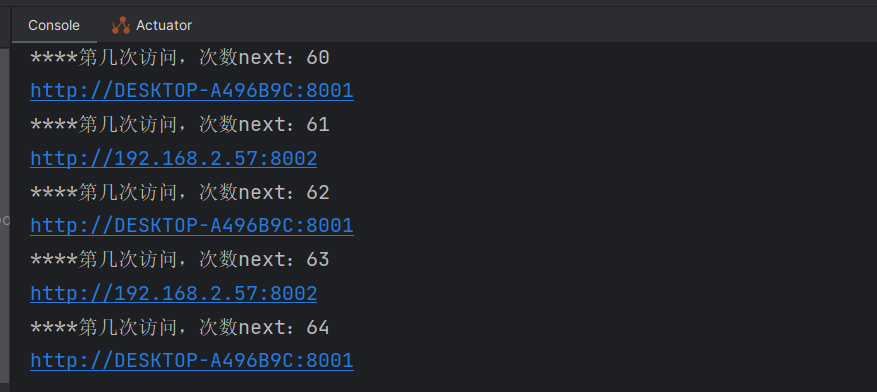 Console Actuator
****第几次访问，次数next：60
http://DESKTOP-A496B9C:8001
****第几次访问，次数next：61
http://192.168.2.57:8002
****第几次访问，次数next：62
http://DESKTOP-A496B9C:8001
****第几次访问，次数next：63
http://192.168.2.57:8002
****第几次访问，次数next：64
http://DESKTOP-A496B9C:8001